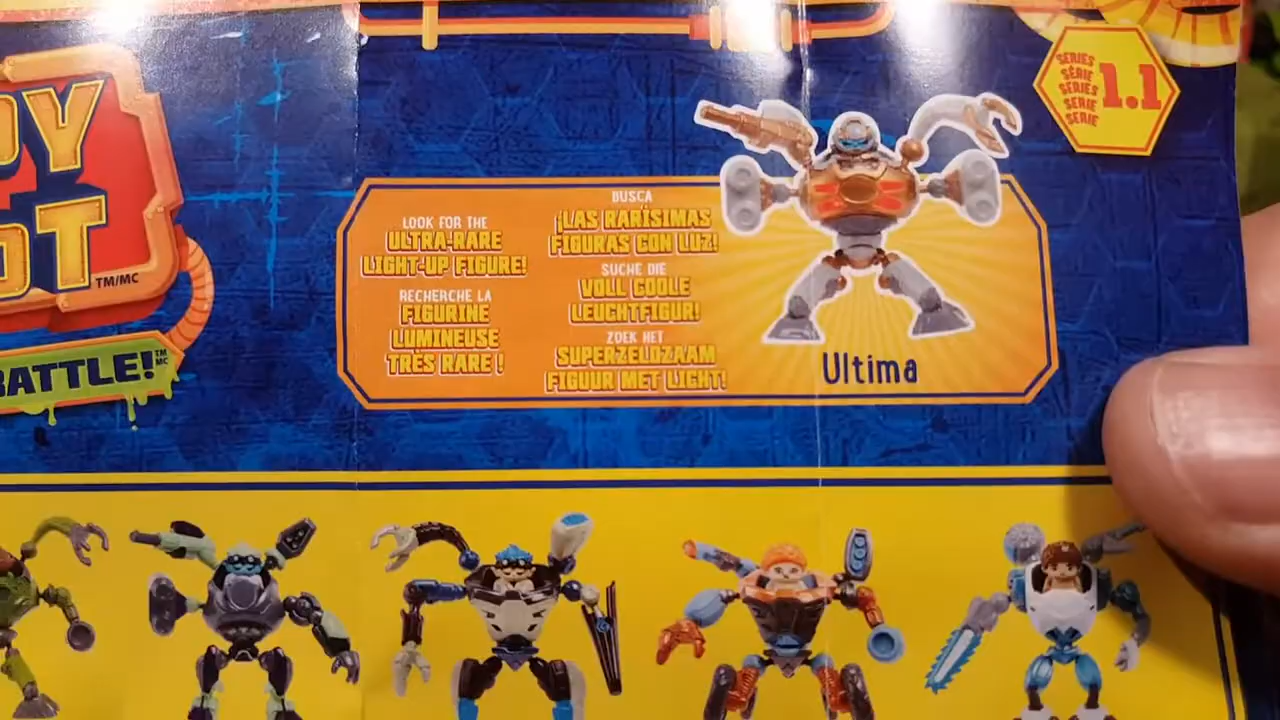 SERIES
SÉRIE
SERIES
SERIE
SERIE
1.1
TM/MC
BATTLE!™
MC
LOOK FOR THE
ULTRA-RARE
LIGHT-UP FIGURE!
RECHERCHE LA
FIGURINE
LUMINEUSE
TRÈS RARE !
BUSCA
¡LAS RARÍSIMAS
FIGURAS CON LUZ!
SUCHE DIE
VOLL COOLE
LEUCHTFIGUR!
ZOEK HET
SUPERZELDZAAM
FIGUUR MET LICHT!
Ultima